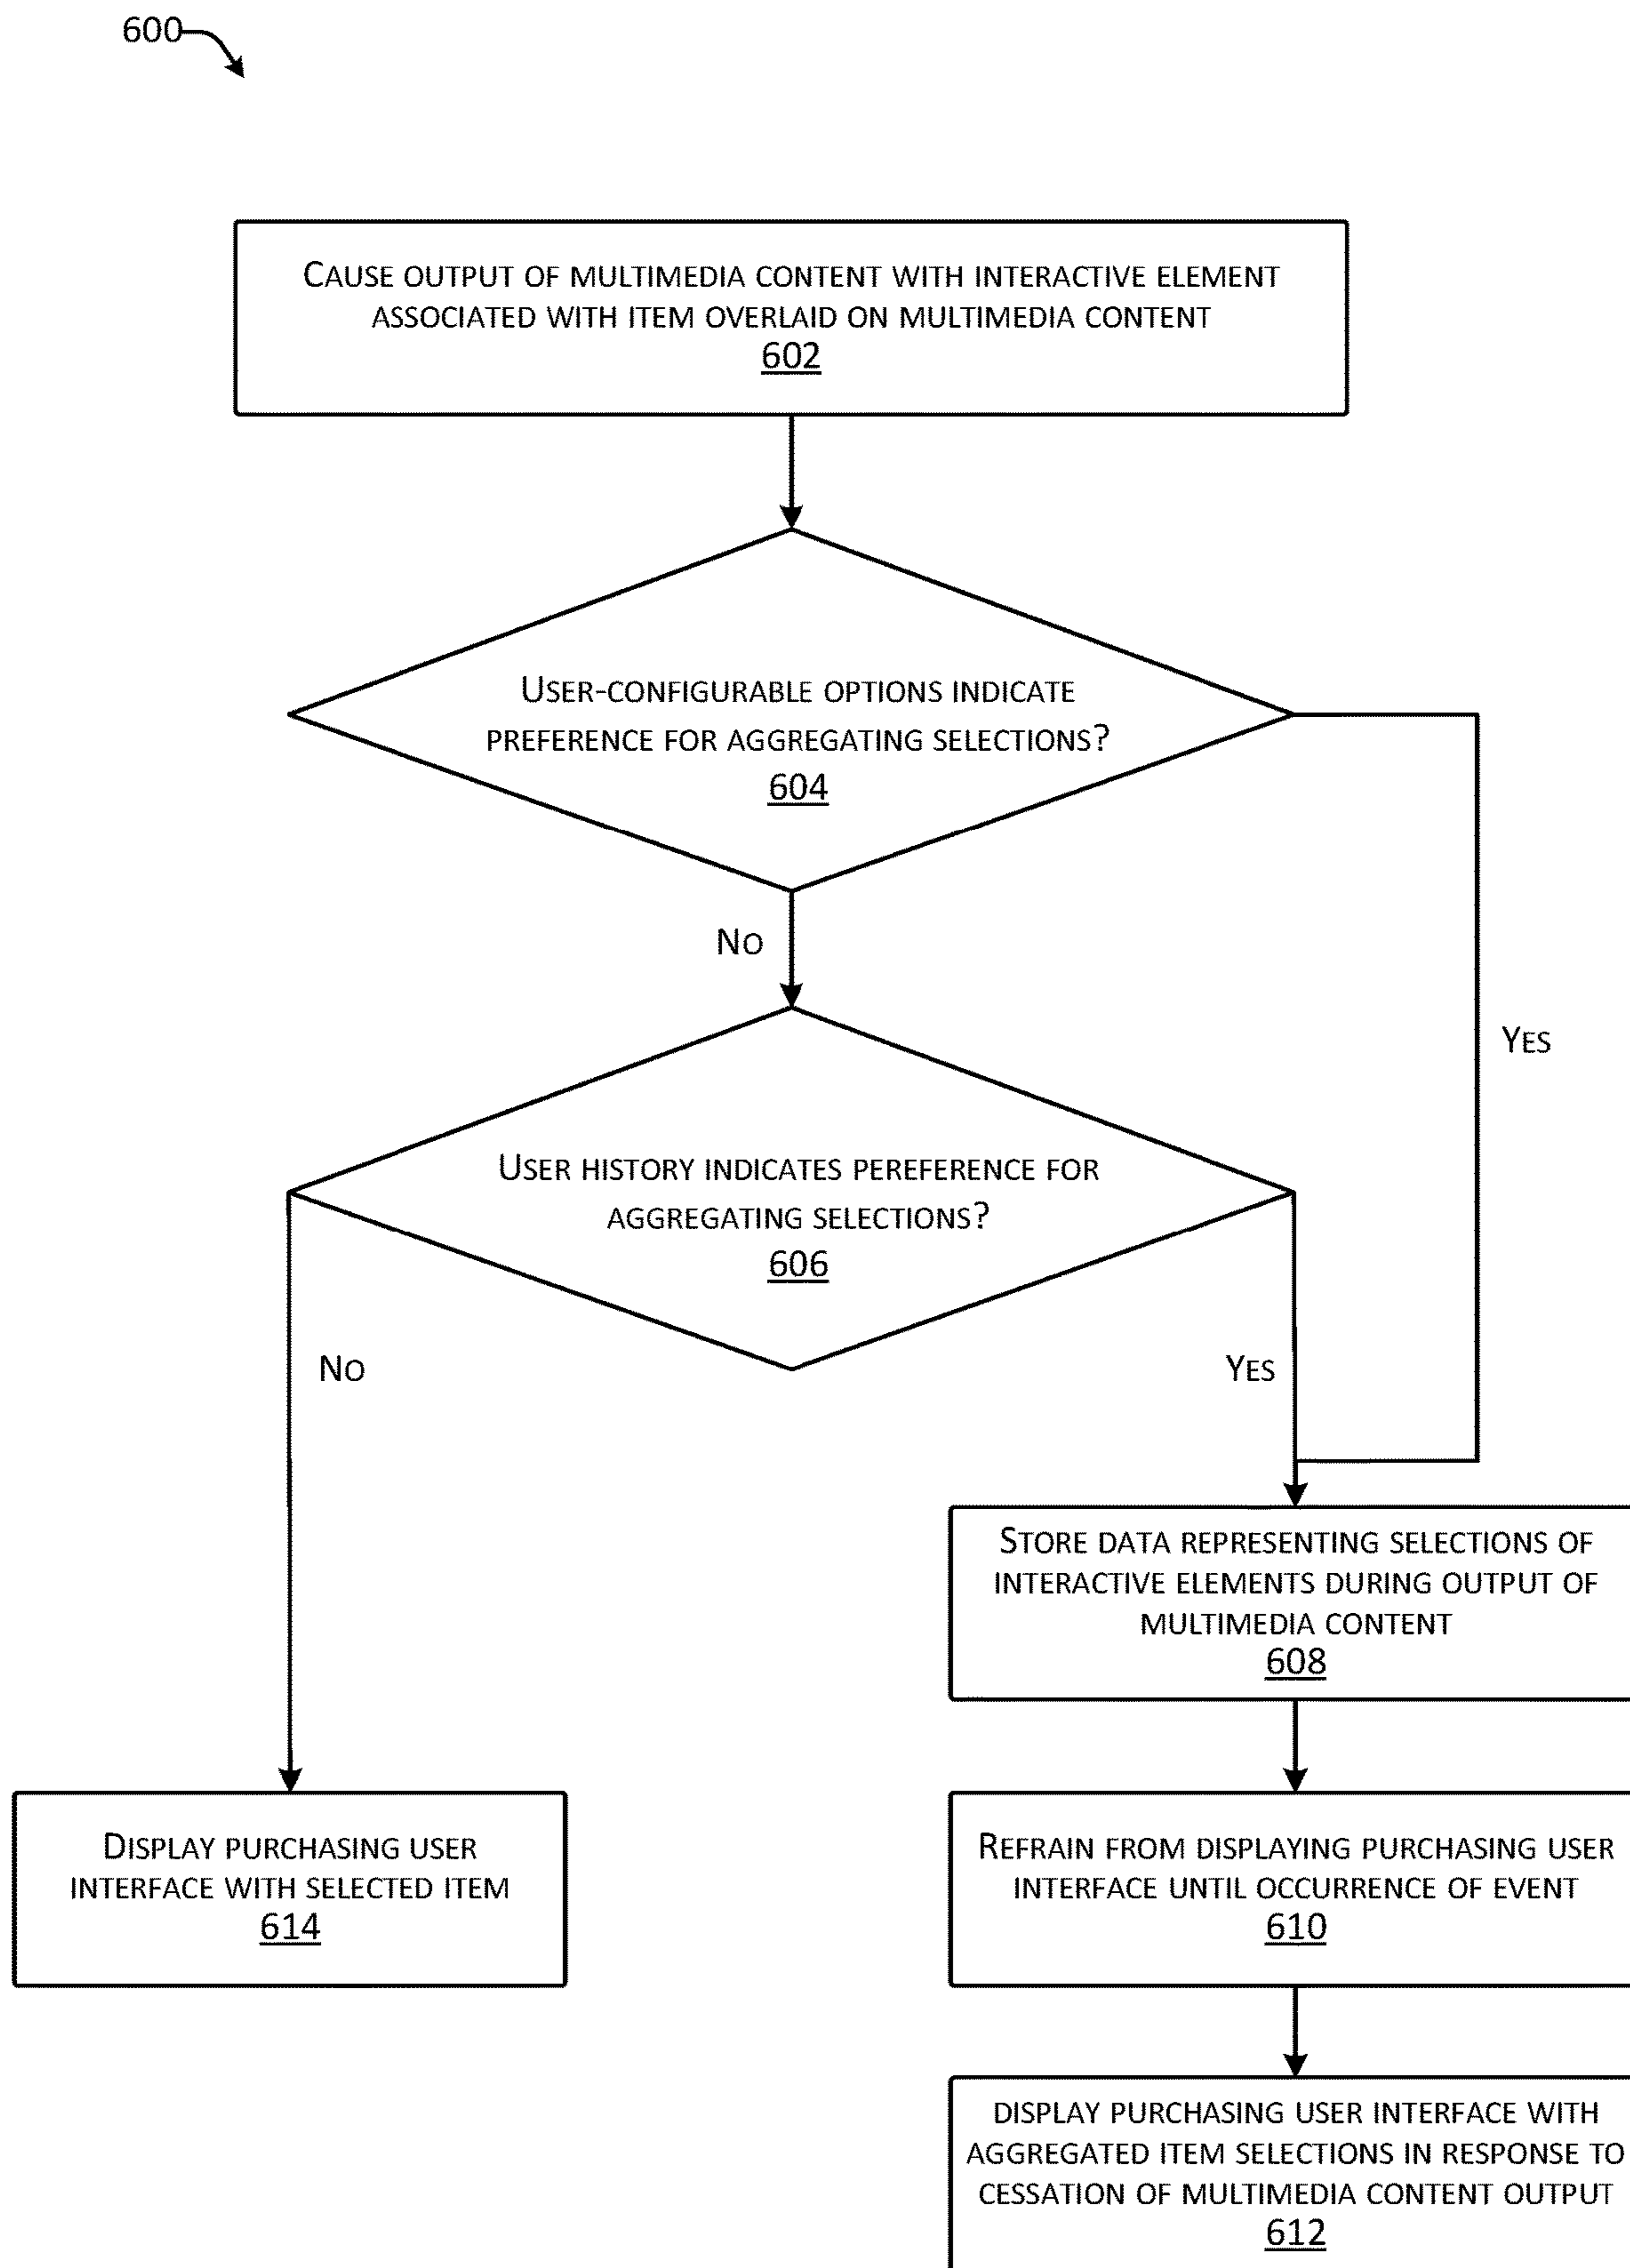 600
CAUSE OUTPUT OF MULTIMEDIA CONTENT WITH INTERACTIVE ELEMENT
ASSOCIATED WITH ITEM OVERLAID ON MULTIMEDIA CONTENT
602
USER-CONFIGURABLE OPTIONS INDICATE
PREFERENCE FOR AGGREGATING SELECTIONS?
604
NO
YES
USER HISTORY INDICATES PEREFERENCE FOR
AGGREGATING SELECTIONS?
606
NO
YES
STORE DATA REPRESENTING SELECTIONS OF
INTERACTIVE ELEMENTS DURING OUTPUT OF
MULTIMEDIA CONTENT
608
DISPLAY PURCHASING USER
INTERFACE WITH SELECTED ITEM
614
REFRAIN FROM DISPLAYING PURCHASING USER
INTERFACE UNTIL OCCURRENCE OF EVENT
610
DISPLAY PURCHASING USER INTERFACE WITH
AGGREGATED ITEM SELECTIONS IN RESPONSE TO
CESSATION OF MULTIMEDIA CONTENT OUTPUT
612